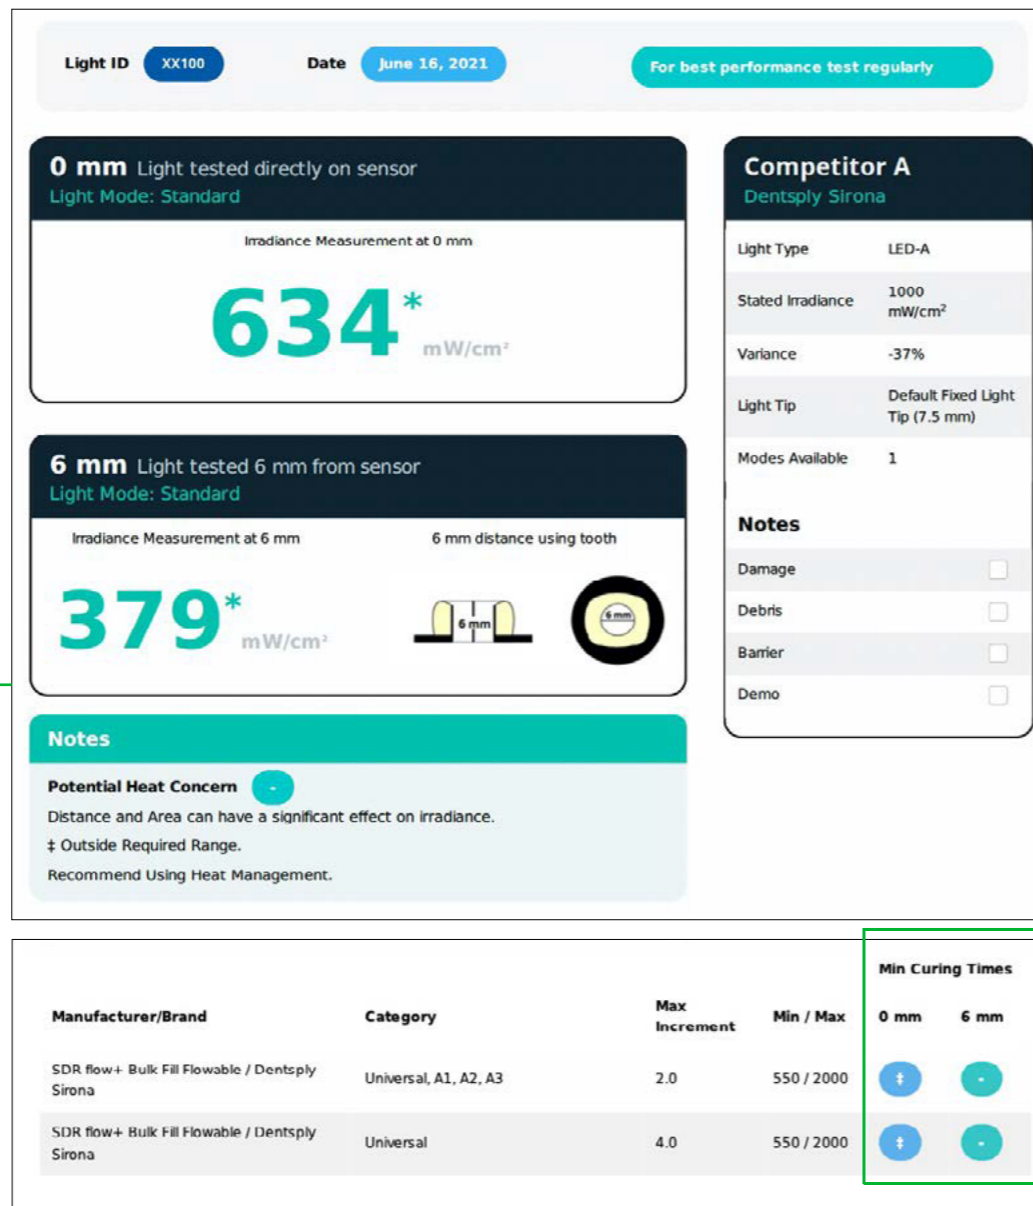 Light ID XX100 Date June 16, 2021 For best performance test regularly
0 mm Light tested directly on sensor
Light Mode: Standard
Irradiance Measurement at 0 mm
634*
mW/cm²
6 mm Light tested 6 mm from sensor
Light Mode: Standard
Irradiance Measurement at 6 mm
6 mm distance using tooth
379*
mW/cm²
6 mm
6 mm
Notes
Potential Heat Concern -
Distance and Area can have a significant effect on irradiance.
‡ Outside Required Range.
Recommend Using Heat Management.
Competitor A
Dentsply Sirona
Light Type LED-A
Stated Irradiance 1000
mW/cm²
Variance -37%
Light Tip Default Fixed Light
Tip (7.5 mm)
Modes Available 1
Notes
Damage
Debris
Barrier
Demo
Min Curing Times
Manufacturer/Brand Category Max
Increment Min / Max 0 mm 6 mm
SDR flow+ Bulk Fill Flowable / Dentsply
Sirona Universal, A1, A2, A3 2.0 550 / 2000 ‡ -
SDR flow+ Bulk Fill Flowable / Dentsply
Sirona Universal 4.0 550 / 2000 ‡ -